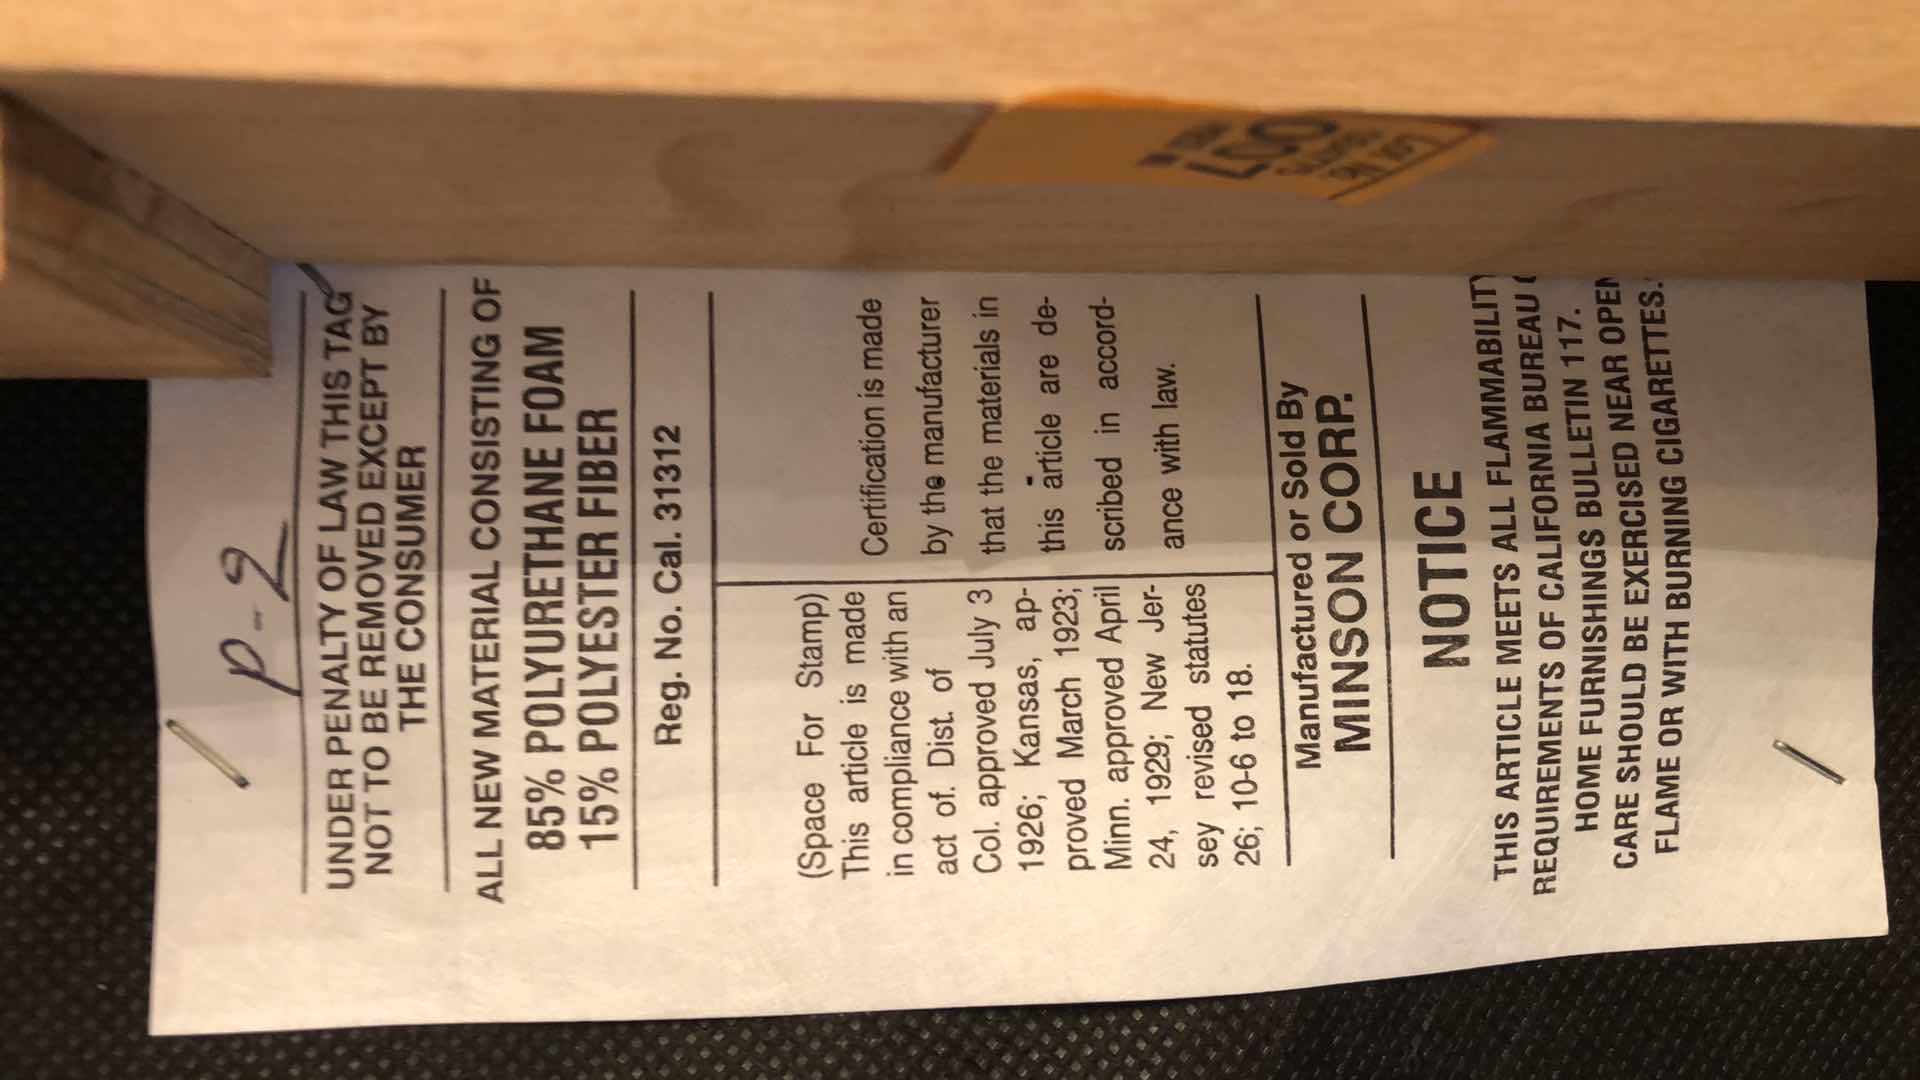 P-2
UNDER PENALTY OF LAW THIS TAG
NOT TO BE REMOVED EXCEPT BY
THE CONSUMER
ALL NEW MATERIAL CONSISTING OF
85% POLYURETHANE FOAM
15% POLYESTER FIBER
Reg. No. Cal. 31312
(Space For Stamp)
This article is made
in compliance with an
act of. Dist. of
Col. approved July 3
1926; Kansas, ap-
proved March 1923;
Minn. approved April
24, 1929; New Jer-
sey revised statutes
26; 10-6 to 18.
Certification is made
by the manufacturer
that the materials in
this article are de-
scribed in accord-
ance with law.
Manufactured or Sold By
MINSON CORP.
NOTICE
THIS ARTICLE MEETS ALL FLAMMABILITY
REQUIREMENTS OF CALIFORNIA BUREAU
HOME FURNISHINGS BULLETIN 117.
CARE SHOULD BE EXERCISED NEAR OPEN
FLAME OR WITH BURNING CIGARETTES.